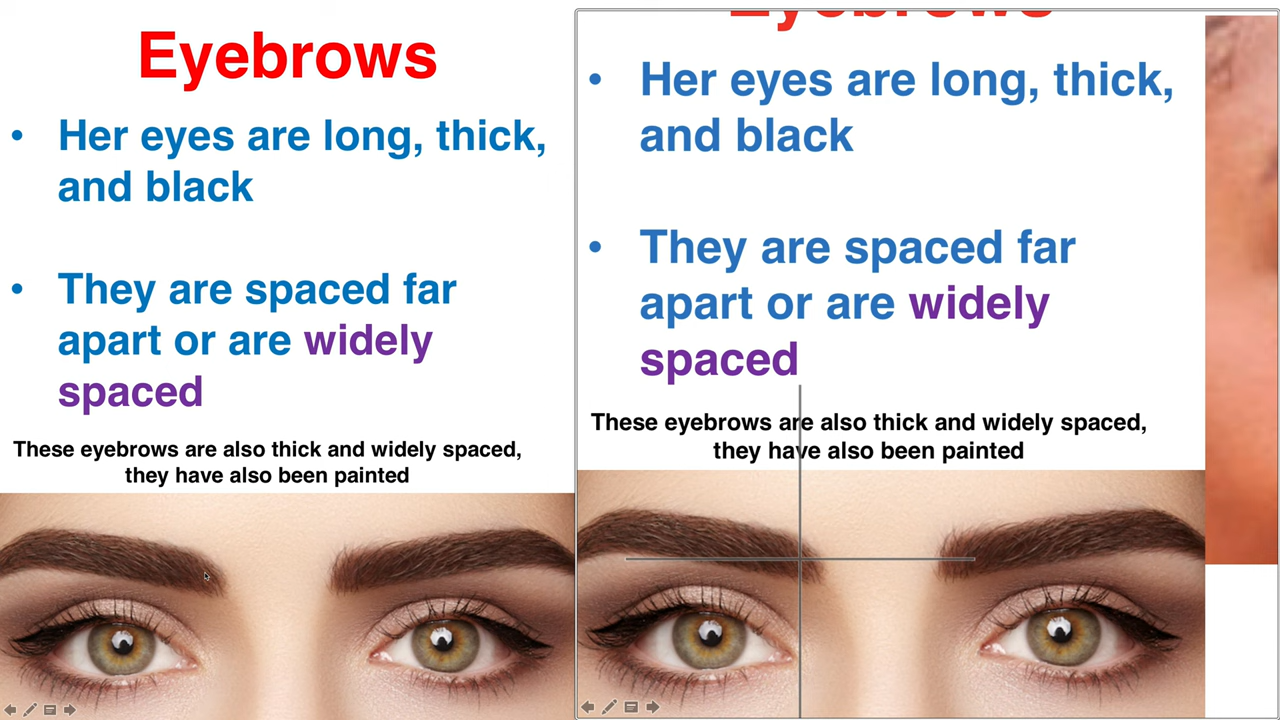 Eyebrows
• Her eyes are long, thick,
and black
• They are spaced far
apart or are widely
spaced
These eyebrows are also thick and widely spaced,
they have also been painted
Eyebrows
• Her eyes are long, thick,
and black
• They are spaced far
apart or are widely
spaced
These eyebrows are also thick and widely spaced,
they have also been painted